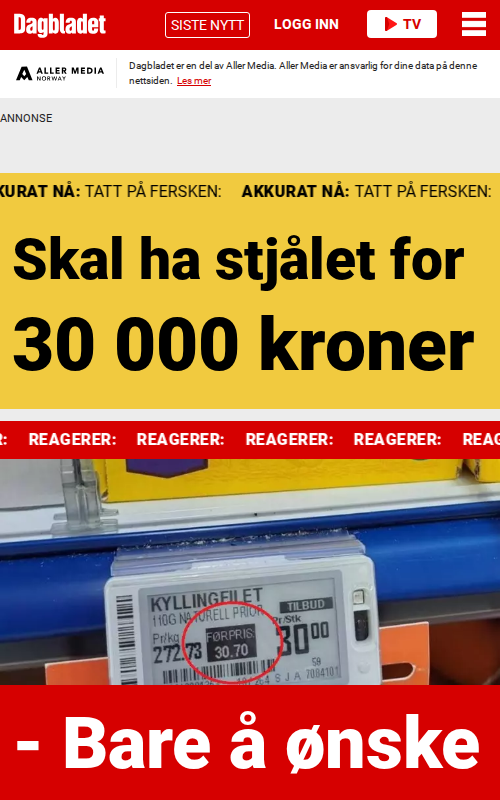 Dagbladet SISTE NYTT LOGG INN TV
ALLER MEDIA NORWAY
Dagbladet er en del av Aller Media. Aller Media er ansvarlig for dine data på denne
nettsiden. Les mer
ANNONSE
KURAT NÅ: TATT PÅ FERSKEN: AKKURAT NÅ: TATT PÅ FERSKEN:
Skal ha stjålet for
30 000 kroner
R: REAGERER: REAGERER: REAGERER: REAGERER: REAG
KYLLINGFILET
110G NATURELL PRIOR
TILBUD
Pr/kg FØRPRIS: Pr/Stk
272.73 30.70 30 00
- Bare å ønske